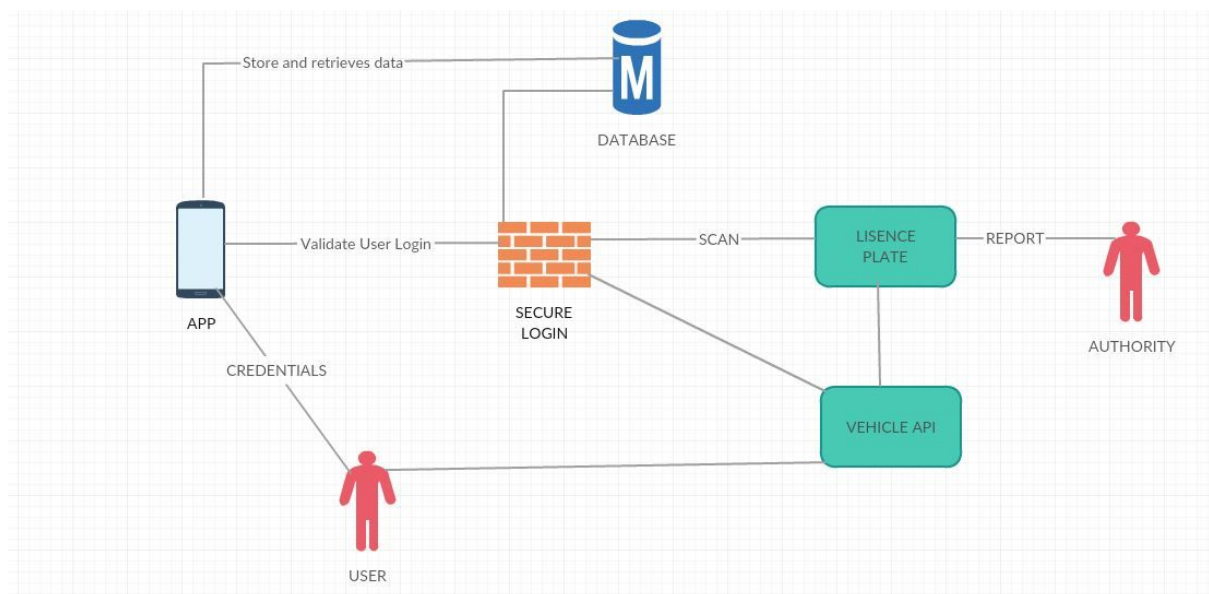 Store and retrieves data
M
DATABASE
Validate User Login
SCAN
LISENCE
PLATE
REPORT
APP
SECURE
LOGIN
AUTHORITY
CREDENTIALS
VEHICLE API
USER